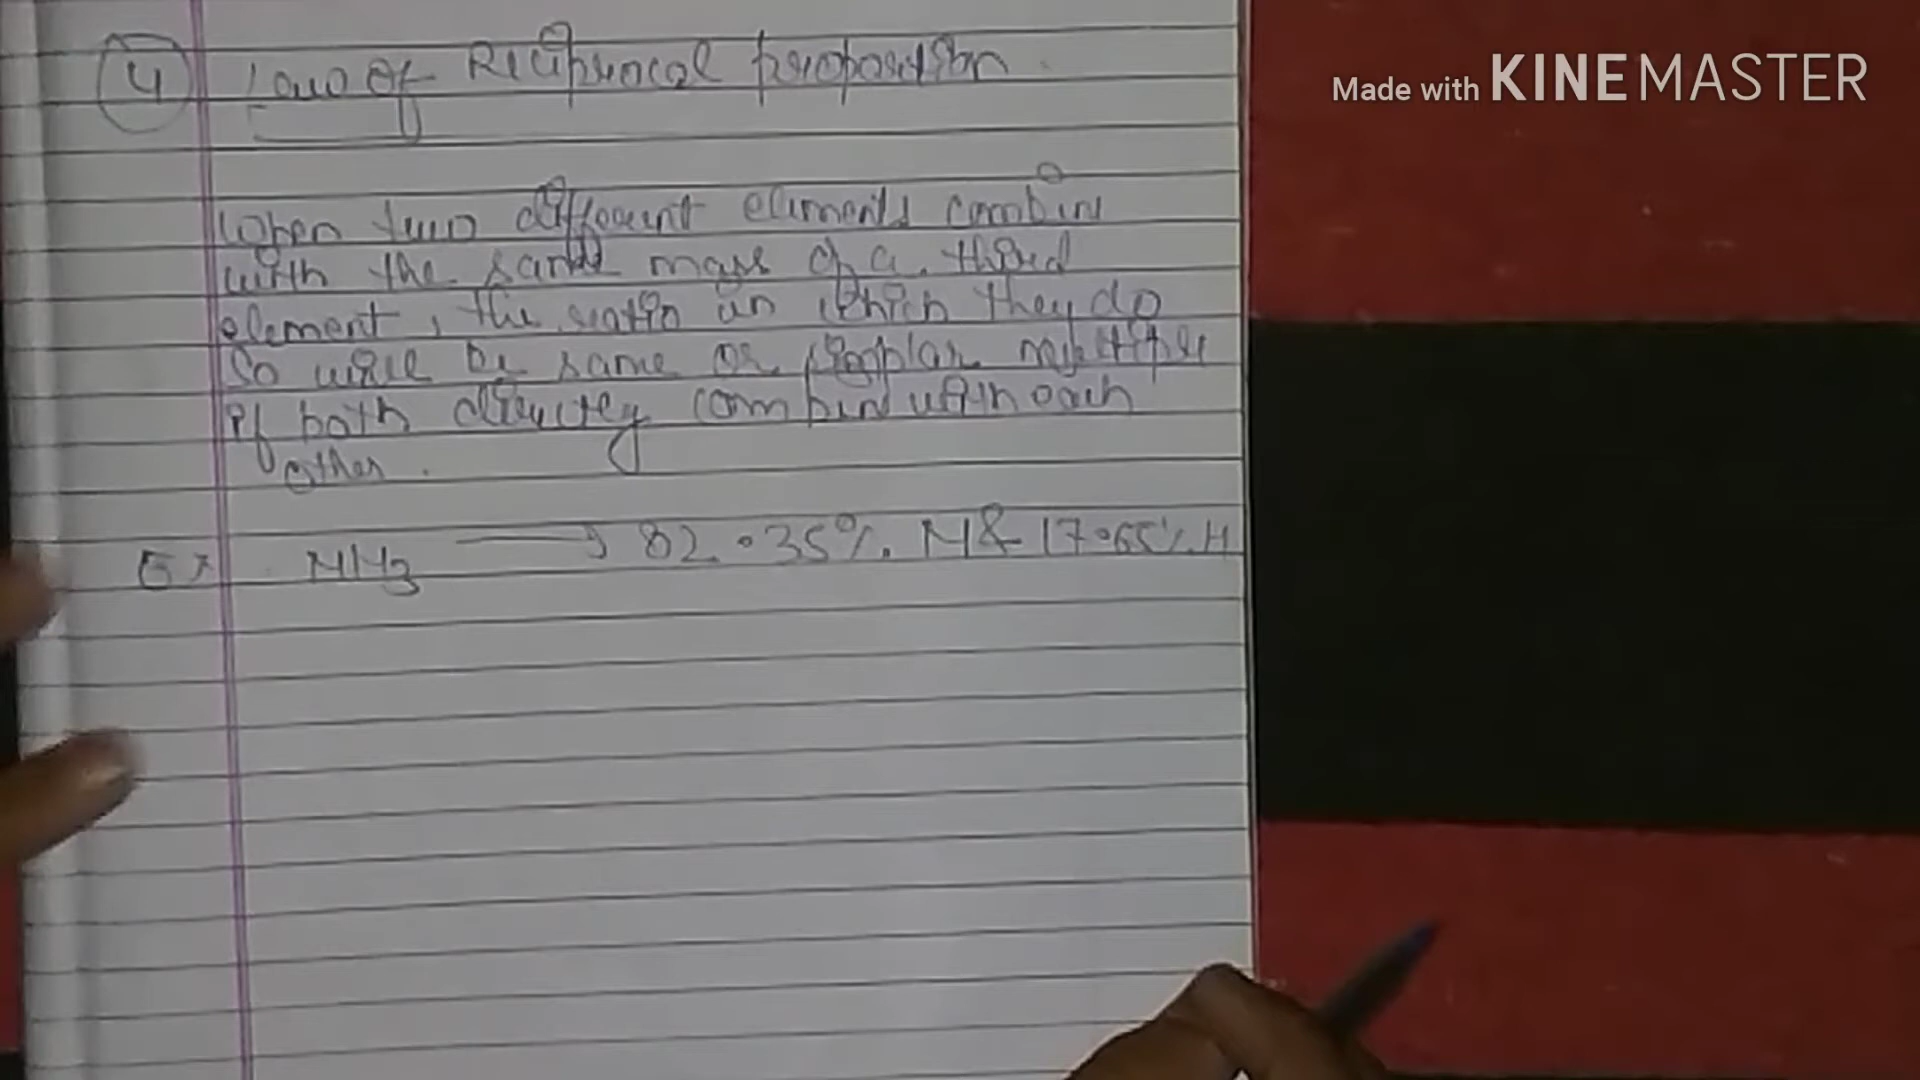 4 Law of Reciprocal proportion
Made with KINEMASTER
When two different elements combine
with the same mass of a third
element, the ratio in which they do
so will be same or simplar multiple
if both directly combine with each
other.
Ex NH3 → 82.35% N & 17.65% H